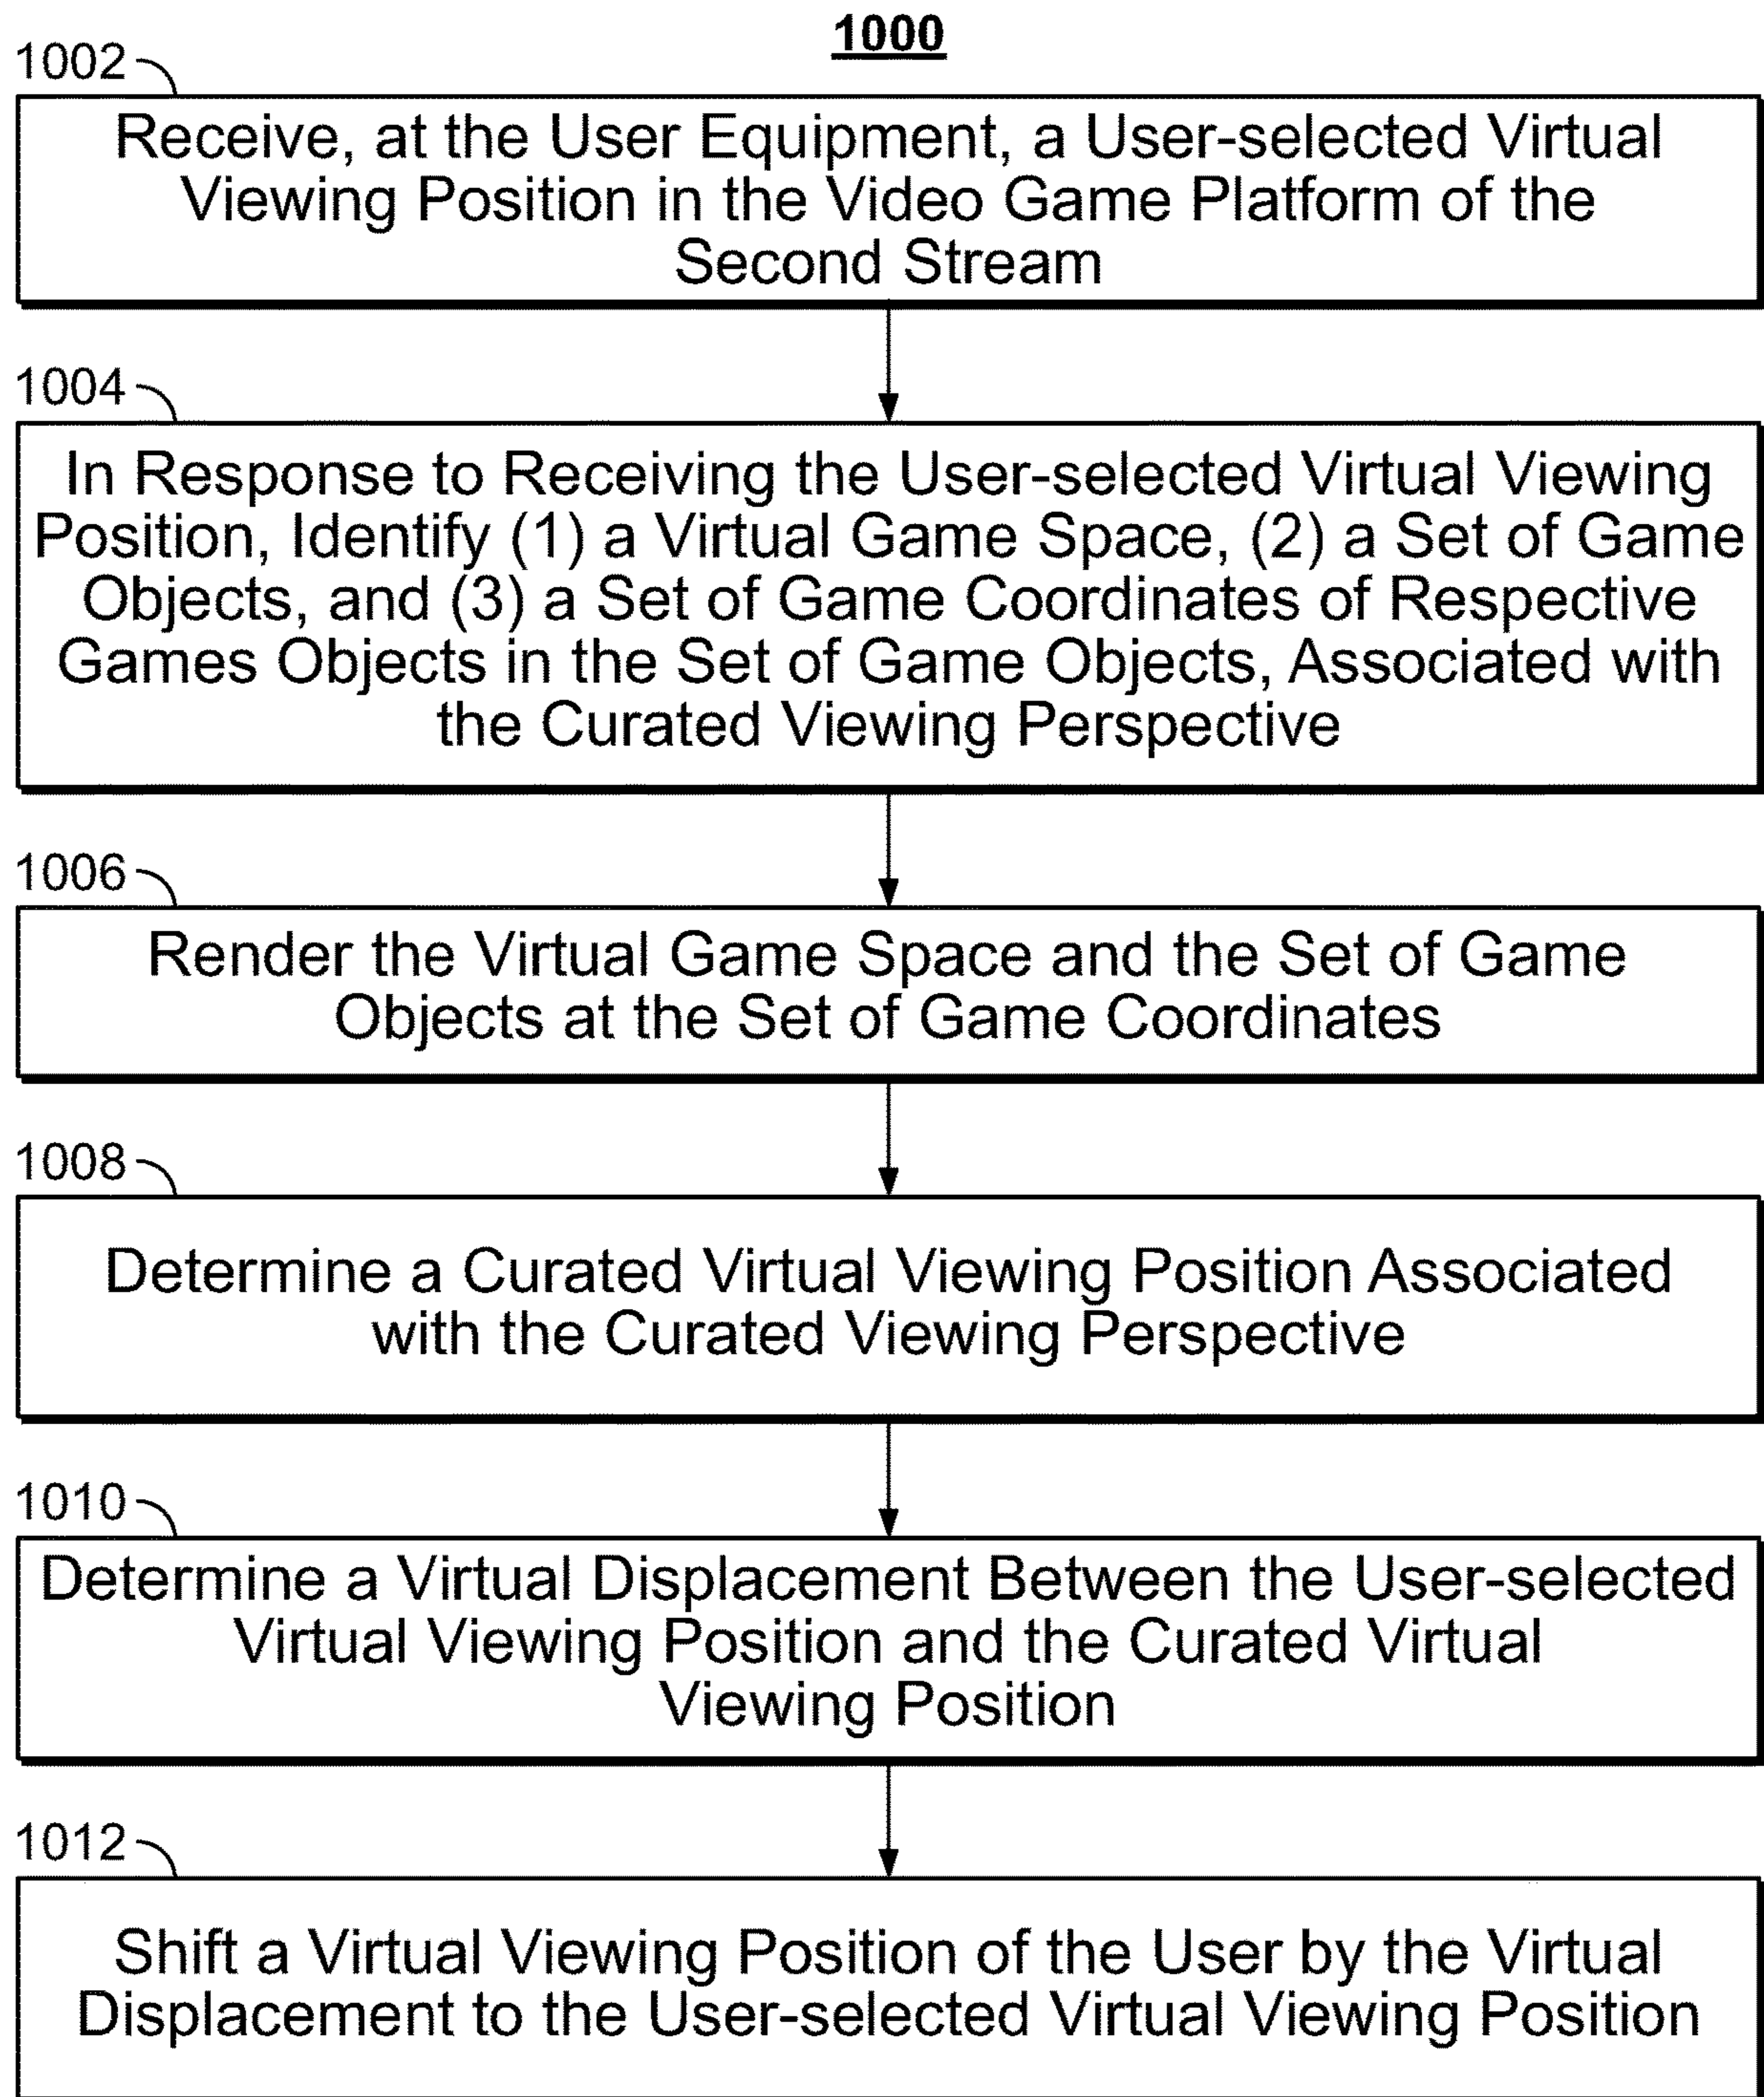 1000
1002
Receive, at the User Equipment, a User-selected Virtual
Viewing Position in the Video Game Platform of the
Second Stream
1004
In Response to Receiving the User-selected Virtual Viewing
Position, Identify (1) a Virtual Game Space, (2) a Set of Game
Objects, and (3) a Set of Game Coordinates of Respective
Games Objects in the Set of Game Objects, Associated with
the Curated Viewing Perspective
1006
Render the Virtual Game Space and the Set of Game
Objects at the Set of Game Coordinates
1008
Determine a Curated Virtual Viewing Position Associated
with the Curated Viewing Perspective
1010
Determine a Virtual Displacement Between the User-selected
Virtual Viewing Position and the Curated Virtual
Viewing Position
1012
Shift a Virtual Viewing Position of the User by the Virtual
Displacement to the User-selected Virtual Viewing Position